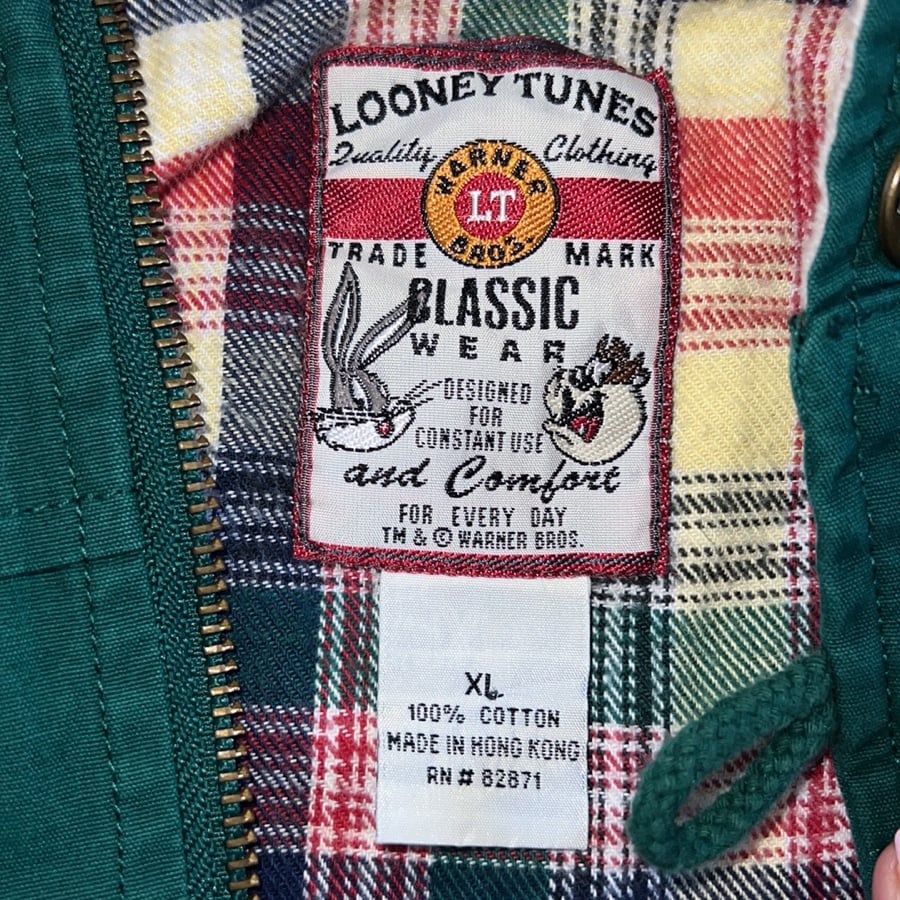 LOONEY TUNES
Quality Clothing
WARNER
LT
BROS.
TRADE MARK
CLASSIC
WEAR
DESIGNED
FOR
CONSTANT USE
and Comfort
FOR EVERY DAY
TM & © WARNER BROS.
XL
100% COTTON
MADE IN HONG KONG
RN # 82871